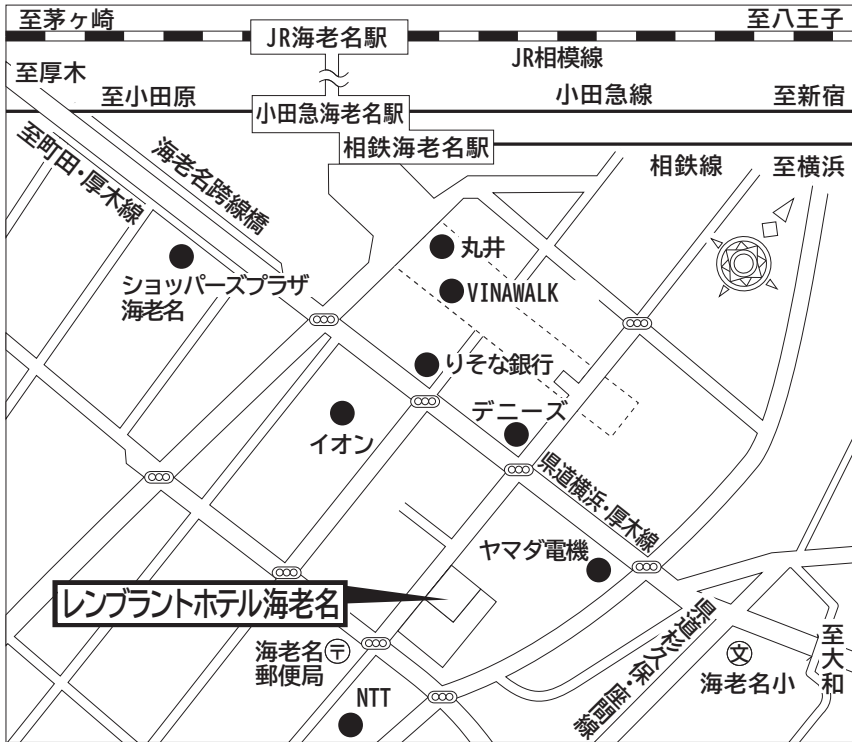 至茅ヶ崎
至八王子
JR海老名駅
JR相模線
至厚木
至小田原
小田急線
至新宿
小田急海老名駅
相鉄海老名駅
相鉄線
至横浜
至町田・厚木線
海老名跨線橋
丸井
ショッパーズプラザ
海老名
VINAWALK
りそな銀行
デニーズ
イオン
県道横浜・厚木線
ヤマダ電機
レンブラントホテル海老名
海老名
郵便局
〒
NTT
県道杉久保・座間線
文
海老名小
至大和